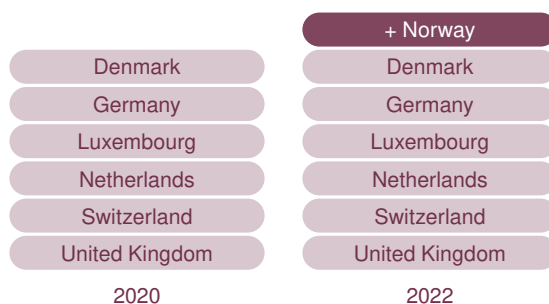 Denmark
Germany
Luxembourg
Netherlands
Switzerland
United Kingdom
2020
+ Norway
Denmark
Germany
Luxembourg
Netherlands
Switzerland
United Kingdom
2022